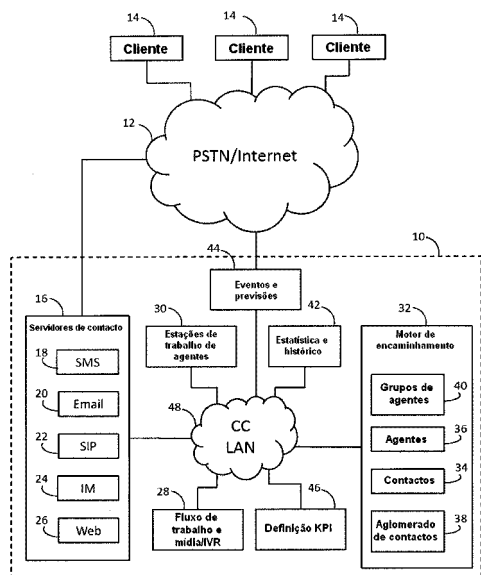 14
14
14
Cliente
Cliente
Cliente
12
PSTN/Internet
44
10
Eventos e
previsões
16
Servidores de contacto
18
SMS
20
Email
22
SIP
24
IM
26
Web
30
Estações de
trabalho de
agentes
42
Estatística e
histórico
48
CC
LAN
28
Fluxo de
trabalho e
mídia/IVR
46
Definição KPI
32
Motor de
encaminhamento
Grupos de
agentes
40
Agentes
36
Contactos
34
Aglomerado
de contactos
38